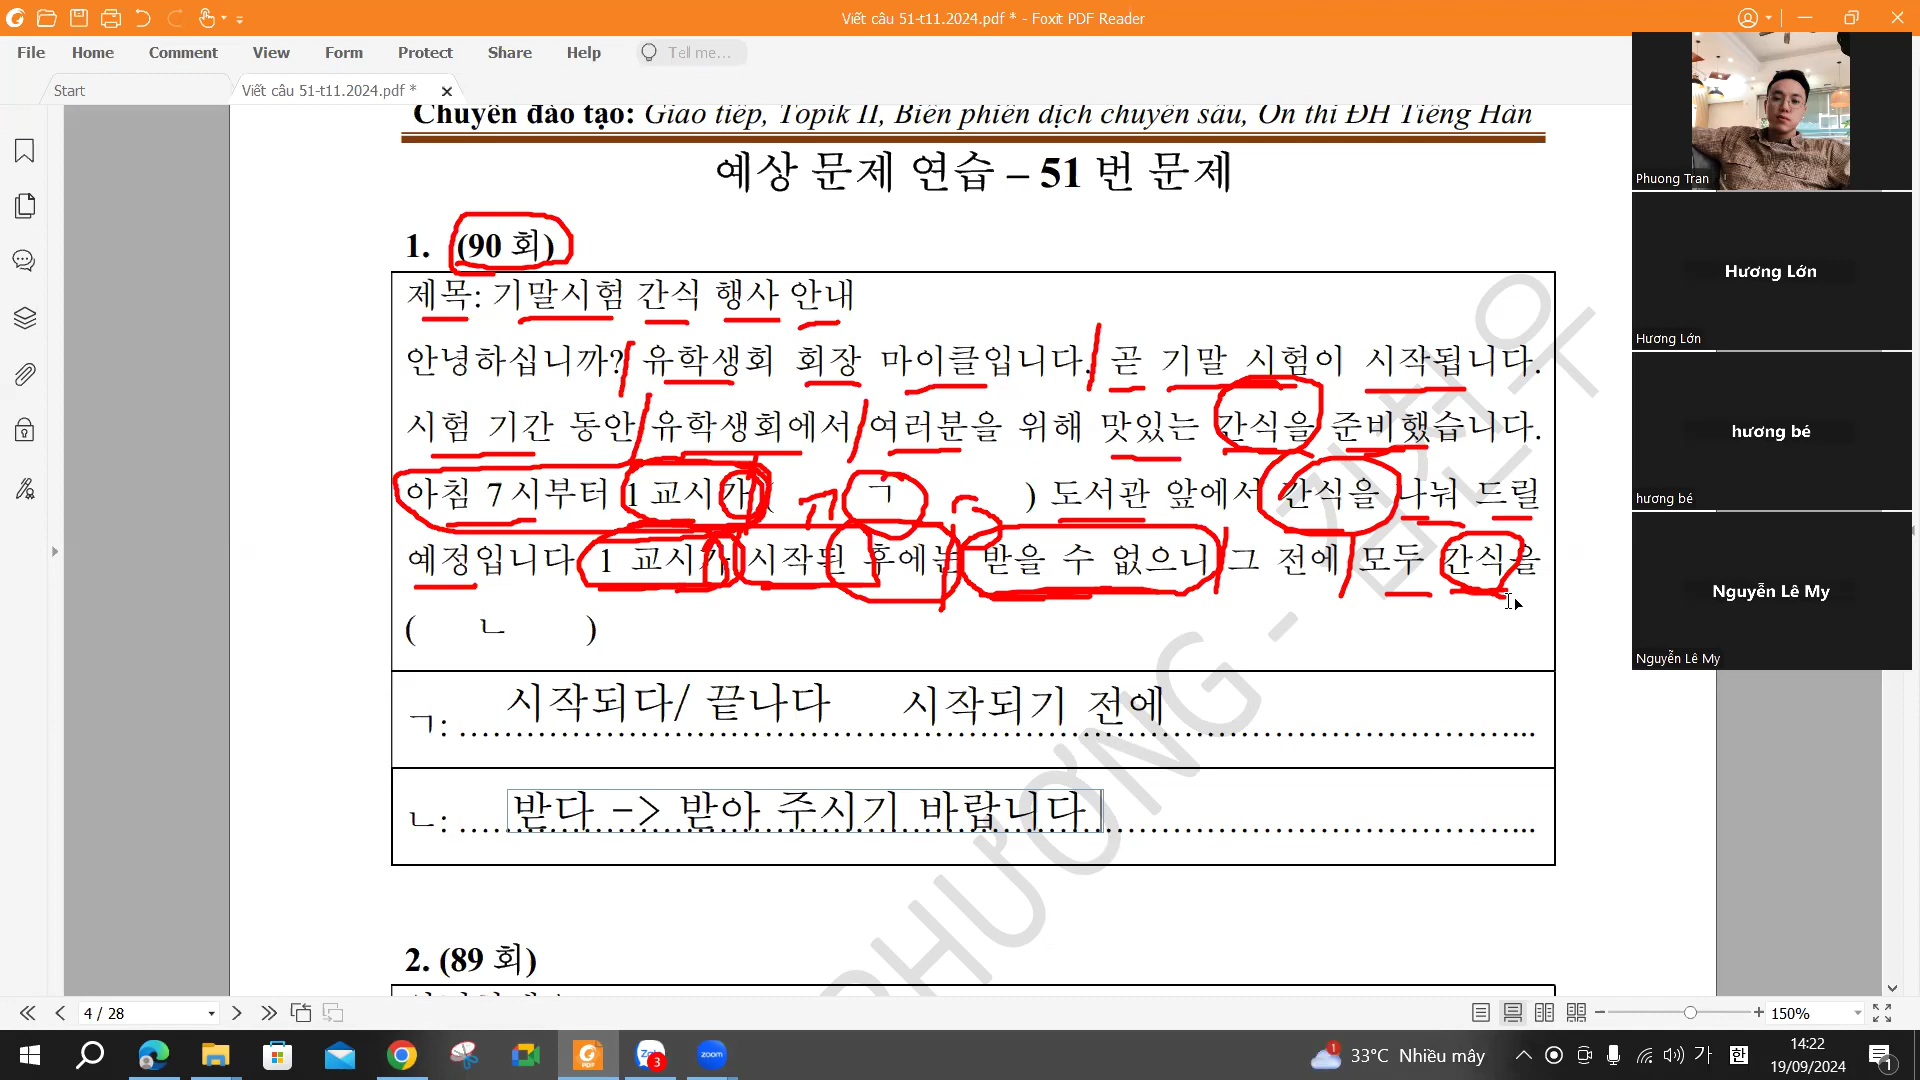 Viết câu 51-t11.2024.pdf * - Foxit PDF Reader
File Home Comment View Form Protect Share Help Tell me...
Start Viết câu 51-t11.2024.pdf *
Chuyên đào tạo: Giao tiếp, Topik II, Biên phiên dịch chuyên sâu, Ôn thi ĐH Tiếng Hàn
예상 문제 연습 – 51 번 문제
1. (90 회)
제목: 기말시험 간식 행사 안내
안녕하십니까? 유학생회 회장 마이클입니다. 곧 기말 시험이 시작됩니다.
시험 기간 동안 유학생회에서 여러분을 위해 맛있는 간식을 준비했습니다.
아침 7 시부터 1 교시가 ( ㄱ ) 도서관 앞에서 간식을 나눠 드릴
예정입니다 1 교시가 시작된 후에는 받을 수 없으니 그 전에 모두 간식을
( ㄴ )
ㄱ: 시작되다/ 끝나다 시작되기 전에
ㄴ: 받다 -> 받아 주시기 바랍니다.
2. (89 회)
PHƯƠNG - 김천우
Phuong Tran
Hương Lớn
Hương Lớn
hương bé
hương bé
Nguyễn Lê My
Nguyễn Lê My
4 / 28
150%
33°C Nhiều mây
가 한
14:22
19/09/2024
zoom
3
1
1